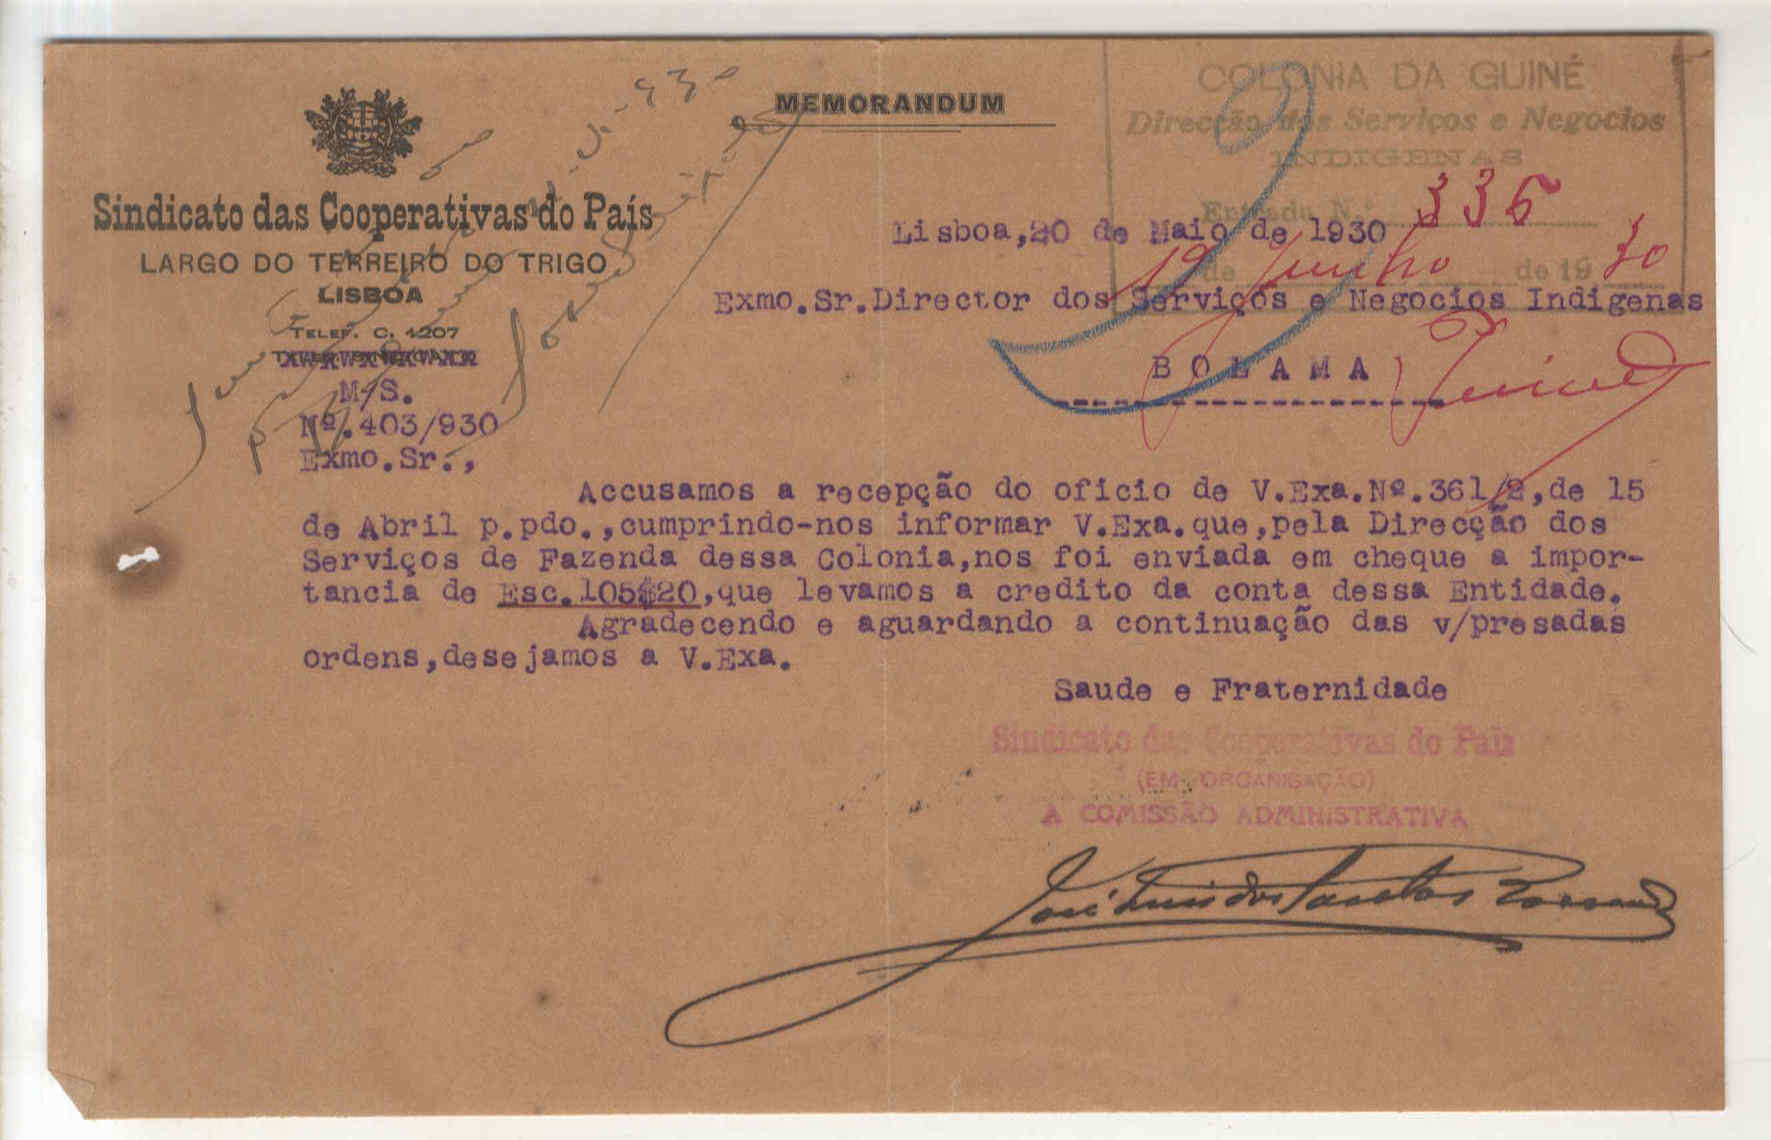 MEMORANDUM
Sindicato das Cooperativas do País
LARGO DO TERREIRO DO TRIGO
LISBOA
TELEF. C. 4207
M/S.
Nº.403/930
COLONIA DA GUINÉ
Direcção dos Serviços e Negocios
INDIGENAS
Entrada N.º 335
19 de Junho de 1930
Lisboa,20 de Maio de 1930
Exmo.Sr.Director dos Serviços e Negocios Indigenas
BOLAMA
Exmo.Sr.,
Accusamos a recepção do oficio de V.Exa.Nº.361/2,de 15
de Abril p.pdo.,cumprindo-nos informar V.Exa.que,pela Direcção dos
Serviços de Fazenda dessa Colonia,nos foi enviada em cheque a impor-
tancia de Esc.105$20,que levamos a credito da conta dessa Entidade.
Agradecendo e aguardando a continuação das v/presadas
ordens,desejamos a V.Exa.
Saude e Fraternidade
Sindicato das Cooperativas do País
(EM ORGANISAÇÃO)
A COMISSÃO ADMINISTRATIVA